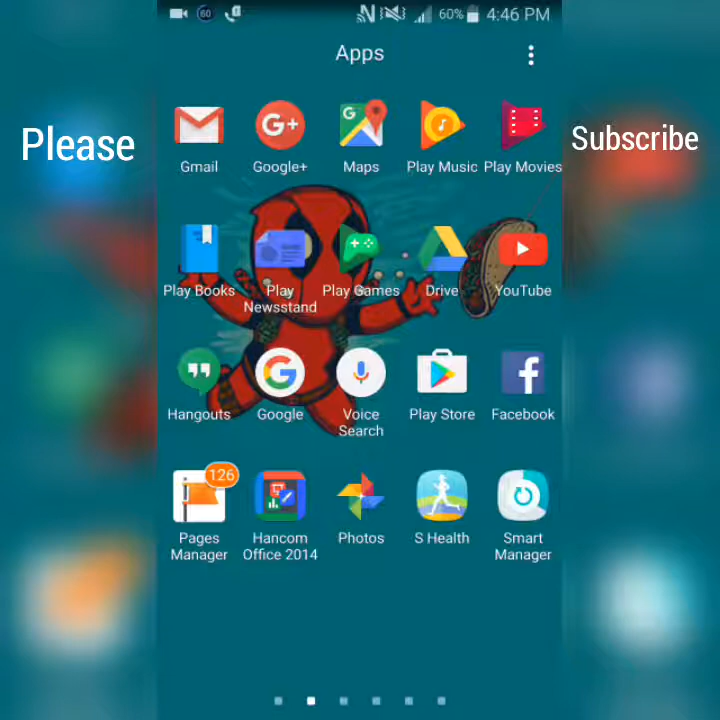 60 60% 4:46 PM
Apps
Please
Subscribe
Gmail Google+ Maps Play Music Play Movies
Play Books Play Newsstand Play Games Drive YouTube
Hangouts Google Voice Search Play Store Facebook
126
Pages Manager Hancom Office 2014 Photos S Health Smart Manager